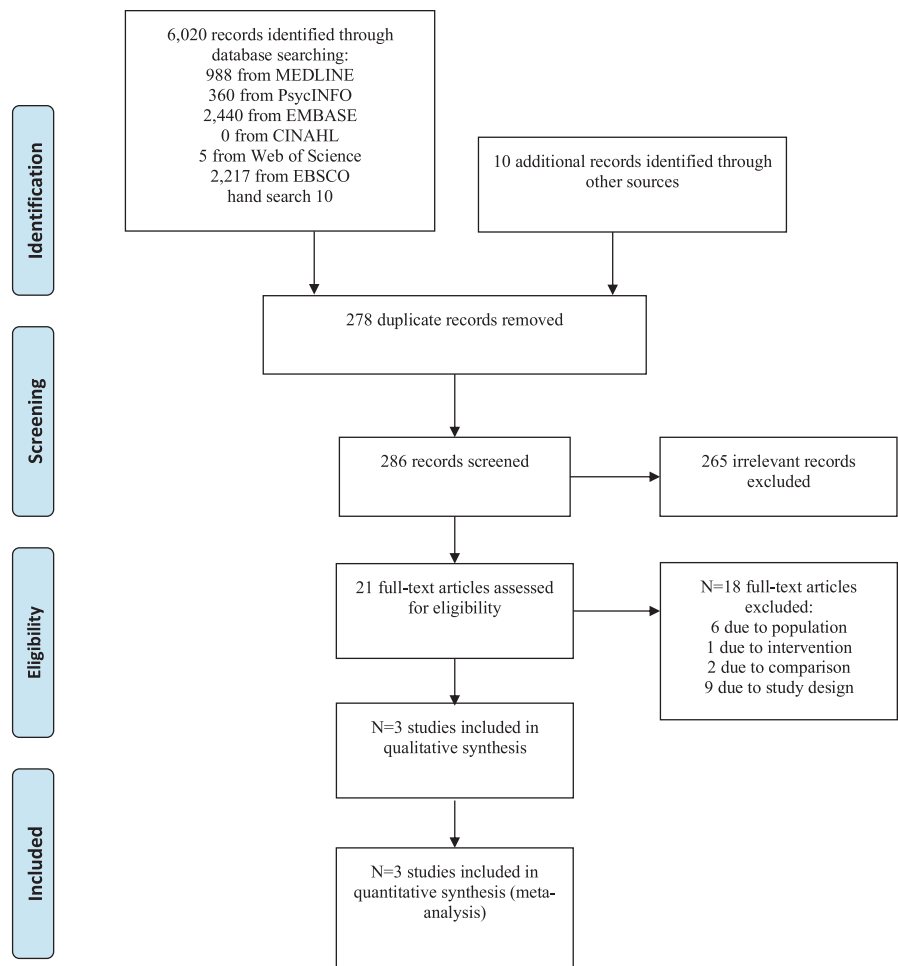 6,020 records identified through
database searching:
988 from MEDLINE
360 from PsycINFO
2,440 from EMBASE
0 from CINAHL
5 from Web of Science
2,217 from EBSCO
hand search 10
10 additional records identified through
other sources
Identification
278 duplicate records removed
Screening
286 records screened
265 irrelevant records
excluded
Eligibility
21 full-text articles assessed
for eligibility
N=18 full-text articles
excluded:
6 due to population
1 due to intervention
2 due to comparison
9 due to study design
N=3 studies included in
qualitative synthesis
Included
N=3 studies included in
quantitative synthesis (meta-
analysis)